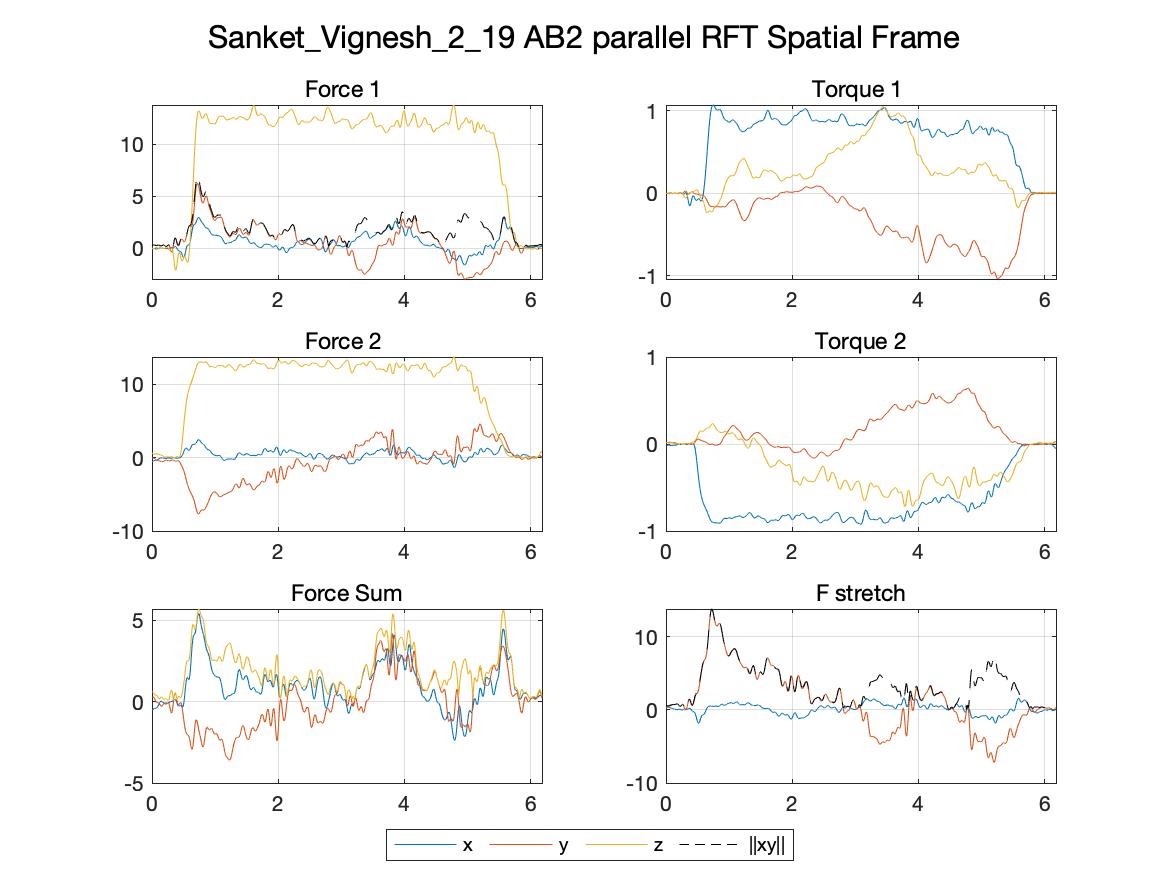 Sanket_Vignesh_2_19 AB2 parallel RFT Spatial Frame
Force 1
10
5
0
0 2 4 6
Torque 1
1
0
-1
0 2 4 6
Force 2
10
0
-10
0 2 4 6
Torque 2
1
0
-1
0 2 4 6
Force Sum
5
0
-5
0 2 4 6
F stretch
10
0
-10
0 2 4 6
x y z ||xy||